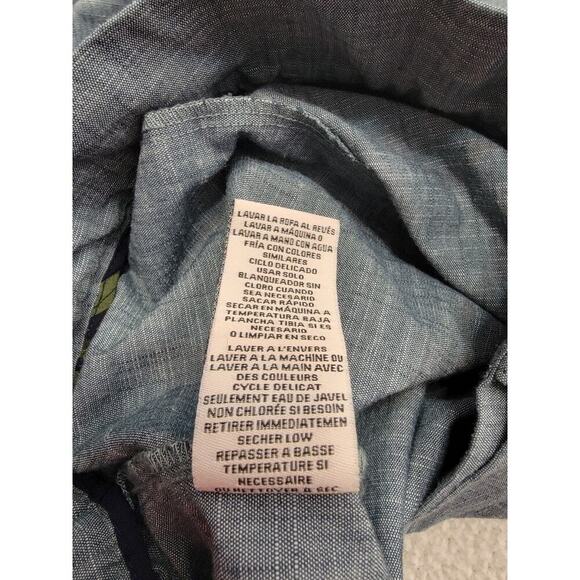 LAVAR LA ROPA AL REVÉS
LAVAR A MÁQUINA O
LAVAR A MANO CON AGUA
FRÍA CON COLORES
SIMILARES
CICLO DELICADO
USAR SOLO
BLANQUEADOR SIN
CLORO CUANDO
SEA NECESARIO
SACAR RÁPIDO
SECAR EN MÁQUINA A
TEMPERATURA BAJA
PLANCHA TIBIA SI ES
NECESARIO
O LIMPIAR EN SECO
LAVER A L'ENVERS
LAVER A LA MACHINE OU
LAVER A LA MAIN AVEC
DES COULEURS
CYCLE DELICAT
SEULEMENT EAU DE JAVEL
NON CHLORÉE SI BESOIN
RETIRER IMMEDIATEMEN
SECHER LOW
REPASSER A BASSE
TEMPERATURE SI
NECESSAIRE
OU NETTOYER A SEC